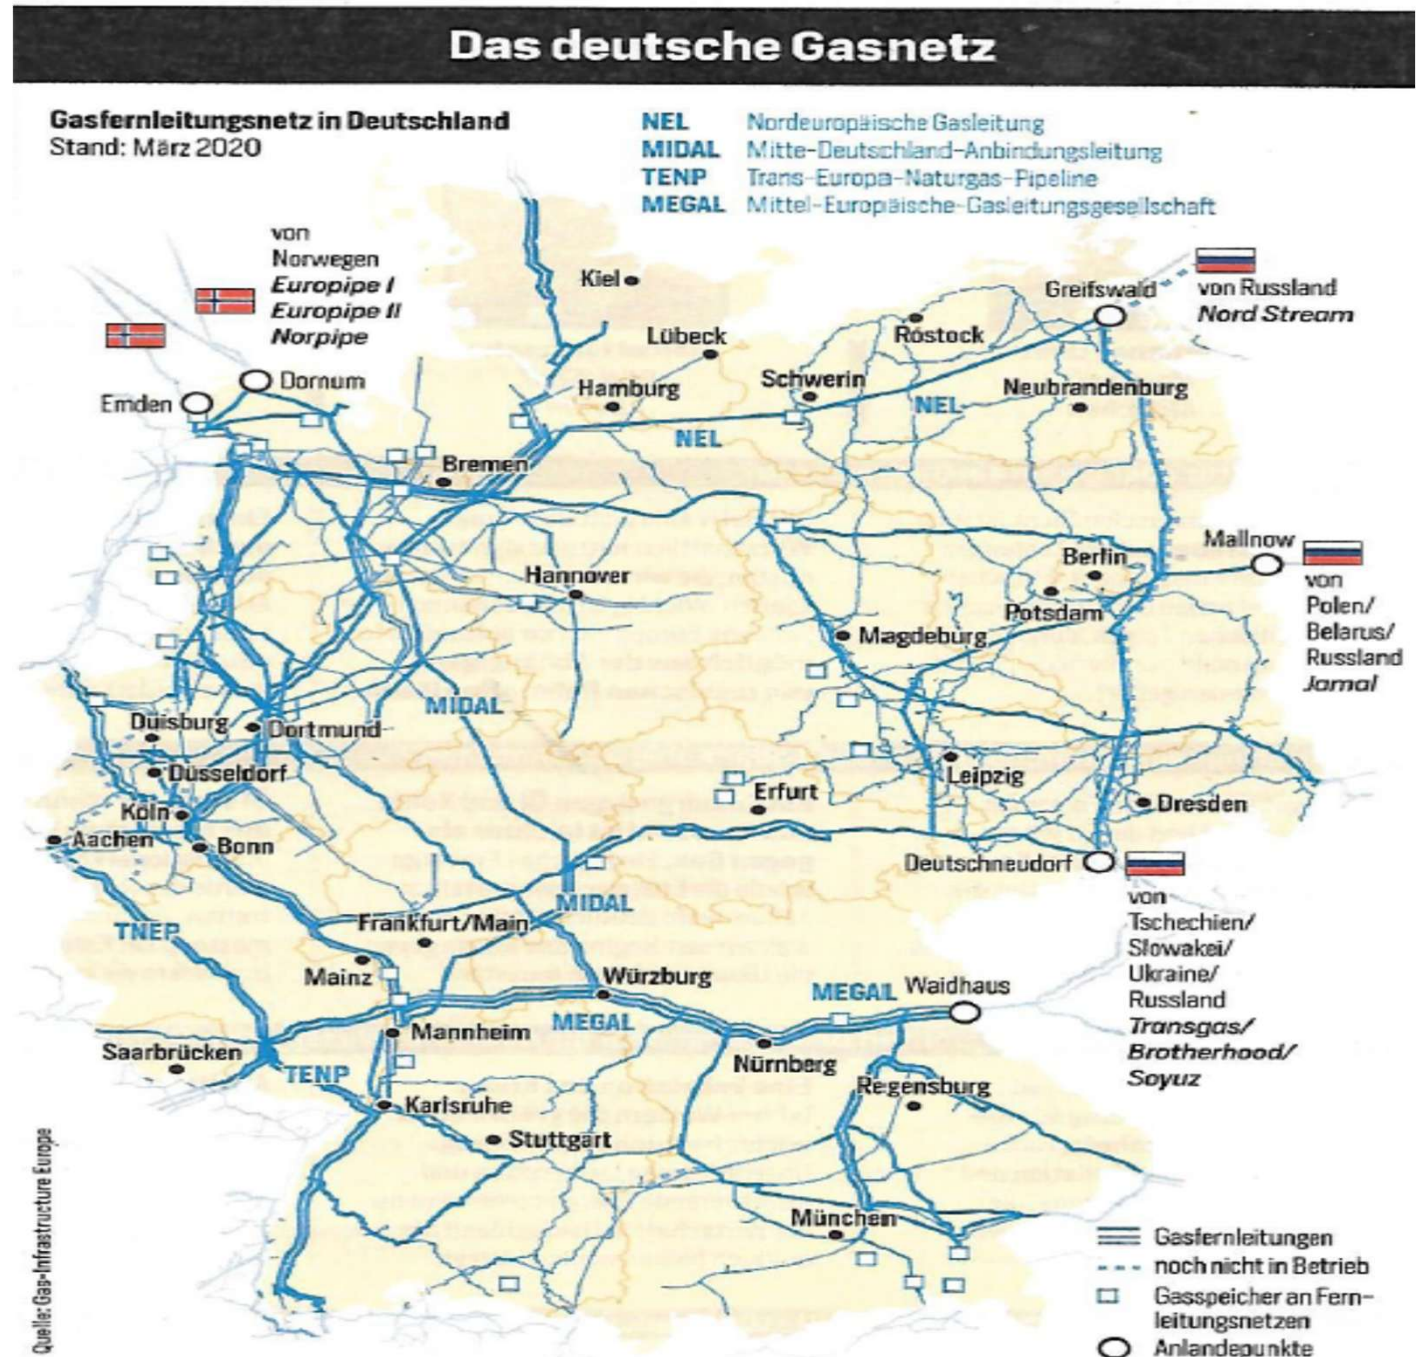 Das deutsche Gasnetz
Gasfernleitungsnetz in Deutschland
Stand: März 2020
NEL Nordeuropäische Gasleitung
MIDAL Mitte-Deutschland-Anbindungsleitung
TENP Trans-Europa-Naturgas-Pipeline
MEGAL Mittel-Europäische-Gasleitungsgesellschaft
von
Norwegen
Europipe I
Europipe II
Norpipe
Kiel
Greifswald
von Russland
Nord Stream
Lübeck
Rostock
Dornum
Emden
Hamburg
Schwerin
Neubrandenburg
NEL
NEL
Bremen
Mallnow
von
Polen/
Belarus/
Russland
Jamal
Berlin
Hannover
Potsdam
Magdeburg
MIDAL
Duisburg
Dortmund
Düsseldorf
Leipzig
Erfurt
Dresden
Köln
Aachen
Bonn
Deutschneudorf
von
Tschechien/
Slowakei/
Ukraine/
Russland
Transgas/
Brotherhood/
Soyuz
MIDAL
Frankfurt/Main
TNEP
Mainz
Würzburg
MEGAL
Waidhaus
Mannheim
MEGAL
Saarbrücken
Nürnberg
TENP
Regensburg
Karlsruhe
Stuttgart
München
Gasfernleitungen
noch nicht in Betrieb
Gasspeicher an Fern-
leitungsnetzen
Anlandepunkte
Quelle: Gas-Infrastructure Europe